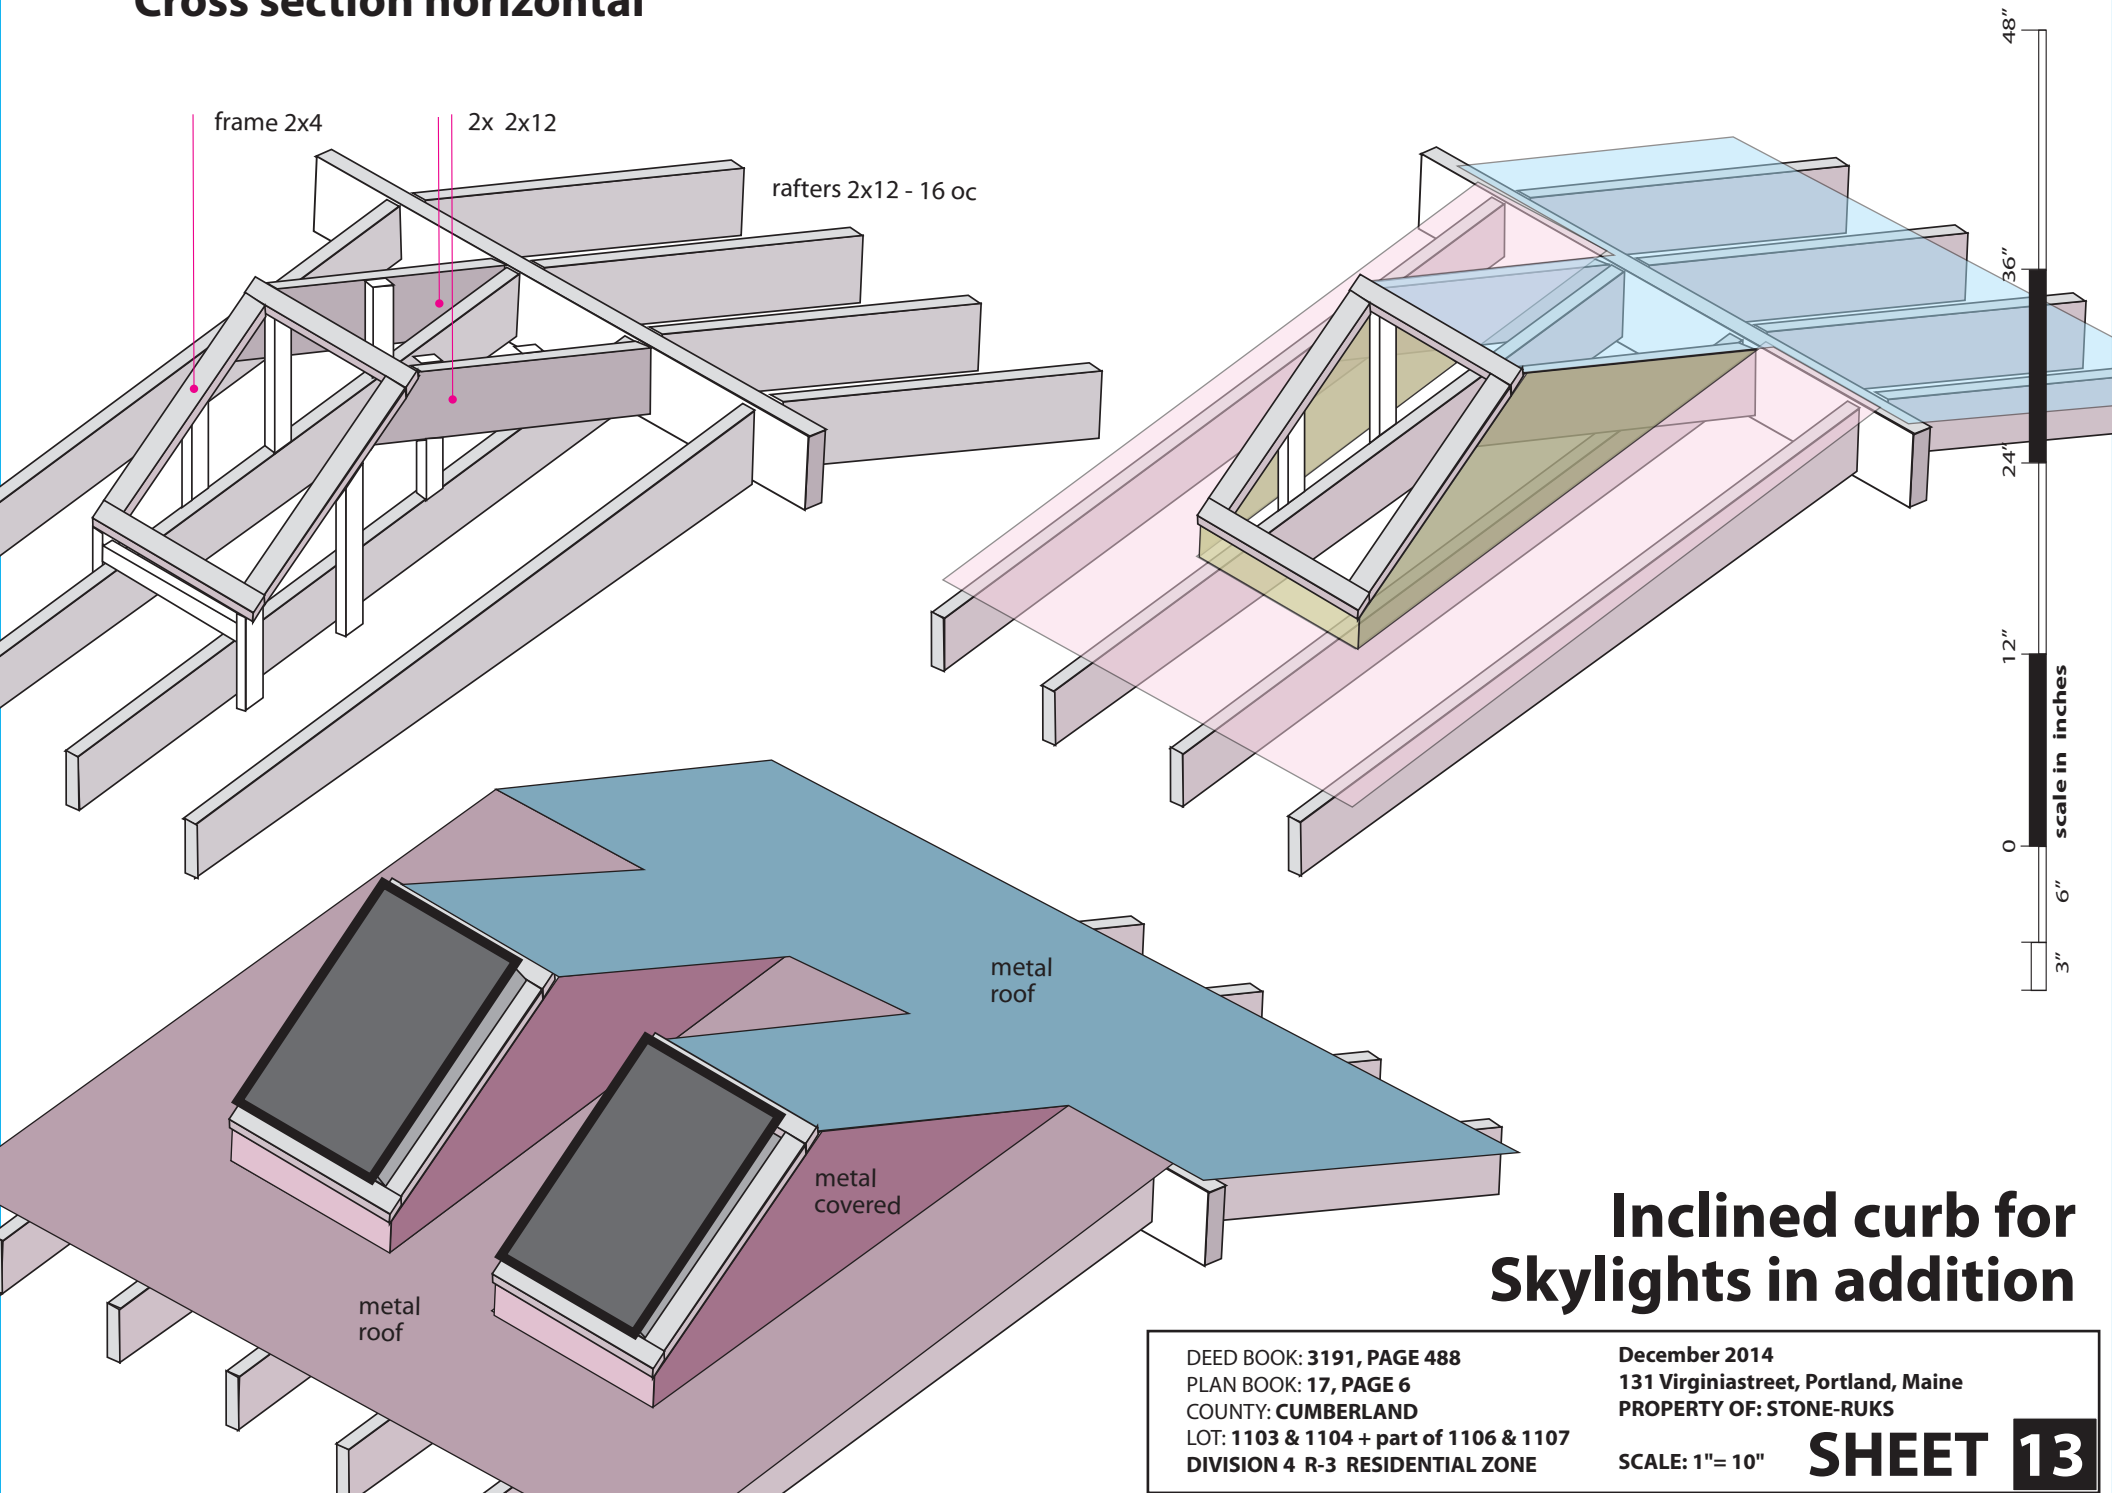 Cross section horizontal
frame 2x4
2x  2x12
rafters 2x12 - 16 oc
48"
36"
24"
12"
0
scale in inches
6"
3"
metal
roof
metal
covered
metal
roof
Inclined curb for
Skylights in addition
DEED BOOK: 3191, PAGE 488
PLAN BOOK: 17, PAGE 6
COUNTY: CUMBERLAND
LOT: 1103 & 1104 + part of 1106 & 1107
DIVISION 4  R-3  RESIDENTIAL ZONE
December 2014
131 Virginiastreet, Portland, Maine
PROPERTY OF: STONE-RUKS
SCALE: 1"= 10"
SHEET 13